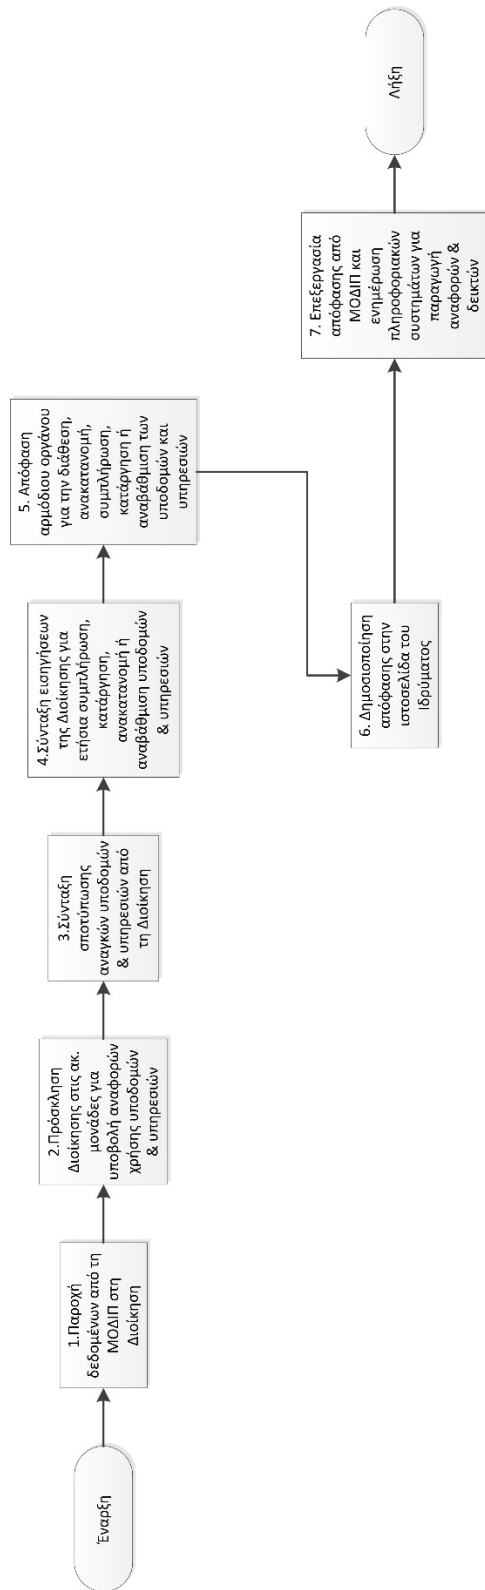 Έναρξη
1.Παροχή
δεδομένων από τη
ΜΟΔΙΠ στη
Διοίκηση
2.Πρόσκληση
Διοίκησης στις ακ.
μονάδες για
υποβολή αναφορών
χρήσης υποδομών
& υπηρεσιών
3.Σύνταξη
αποτύπωσης
αναγκών υποδομών
& υπηρεσιών από
τη Διοίκηση
4.Σύνταξη εισηγήσεων
της Διοίκησης για
ετήσια συμπλήρωση,
κατάργηση,
ανακατανομή ή
αναβάθμιση υποδομών
& υπηρεσιών
5. Απόφαση
αρμόδιου οργάνου
για την διάθεση,
ανακατανομή,
συμπλήρωση,
κατάργηση ή
αναβάθμιση των
υποδομών και
υπηρεσιών
6. Δημοσιοποίηση
απόφασης στην
ιστοσελίδα του
Ιδρύματος
7. Επεξεργασία
απόφασης από
ΜΟΔΙΠ και
ενημέρωση
πληροφοριακών
συστημάτων για
παραγωγή
αναφορών &
δεικτών
Λήξη